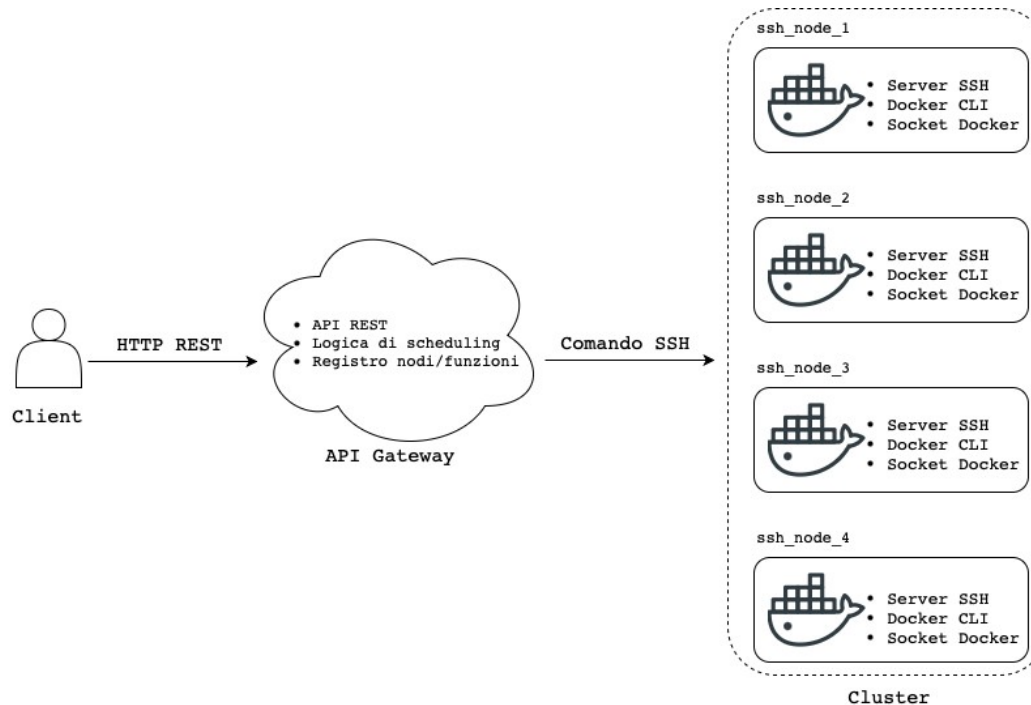 ssh_node_1
• Server SSH
• Docker CLI
• Socket Docker
ssh_node_2
• Server SSH
• Docker CLI
• Socket Docker
• API REST
• Logica di scheduling
• Registro nodi/funzioni
HTTP REST
Comando SSH
Client
API Gateway
ssh_node_3
• Server SSH
• Docker CLI
• Socket Docker
ssh_node_4
• Server SSH
• Docker CLI
• Socket Docker
Cluster